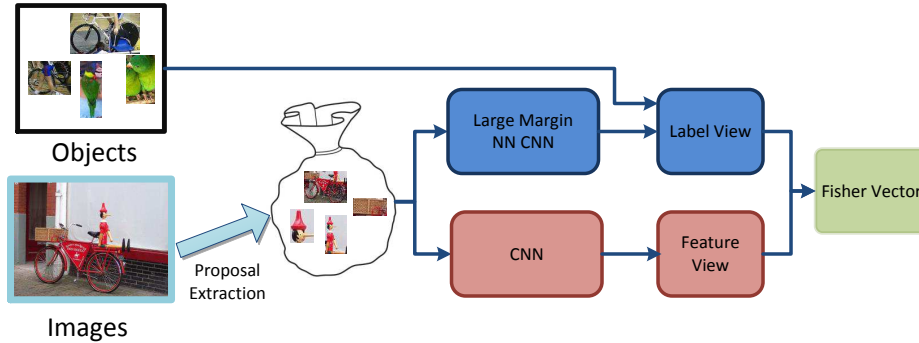 Objects
Images
Proposal
Extraction
Large Margin
NN CNN
Label View
CNN
Feature
View
Fisher Vector